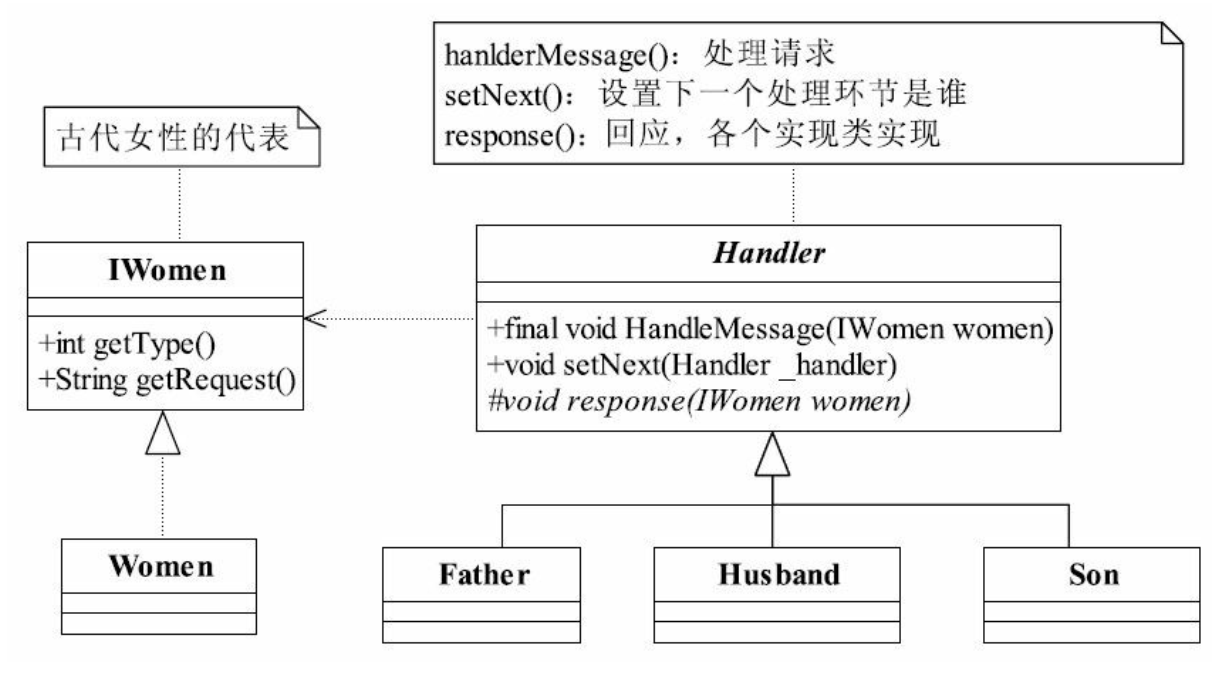 hanlderMessage()：处理请求
setNext()：设置下一个处理环节是谁
response()：回应，各个实现类实现
古代女性的代表
IWomen
+int getType()
+String getRequest()
Handler
+final void HandleMessage(IWomen women)
+void setNext(Handler _handler)
#void response(IWomen women)
Women
Father
Husband
Son